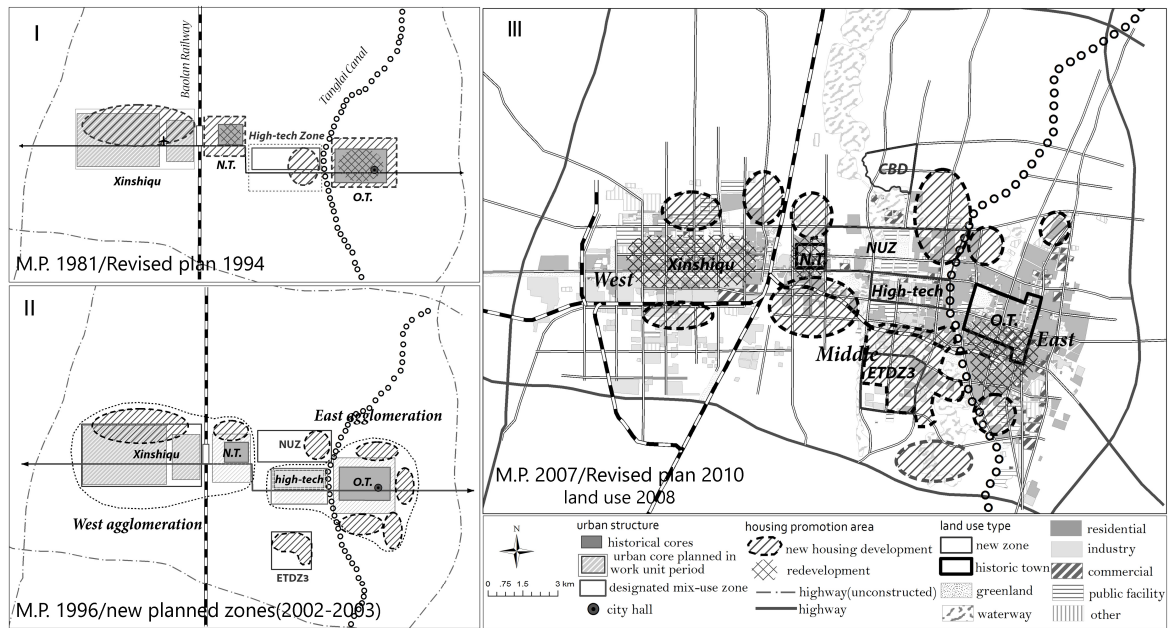 I
Baolan Railway
Tanglai Canal
High-tech Zone
N.T.
Xinshiqu
O.T.
M.P. 1981/Revised plan 1994
II
East agglomeration
NUZ
Xinshiqu
N.T.
high-tech
O.T.
West agglomeration
ETDZ3
M.P. 1996/new planned zones(2002-2003)
III
CBD
NUZ
Xinshiqu
N.T.
West
High-tech
O.T.
East
Middle
ETDZ3
M.P. 2007/Revised plan 2010
land use 2008
N
0 .75 1.5 3 km
urban structure
historical cores
urban core planned in
work unit period
designated mix-use zone
city hall
housing promotion area
new housing development
redevelopment
highway(unconstructed)
highway
land use type
new zone
historic town
greenland
waterway
residential
industry
commercial
public facility
other